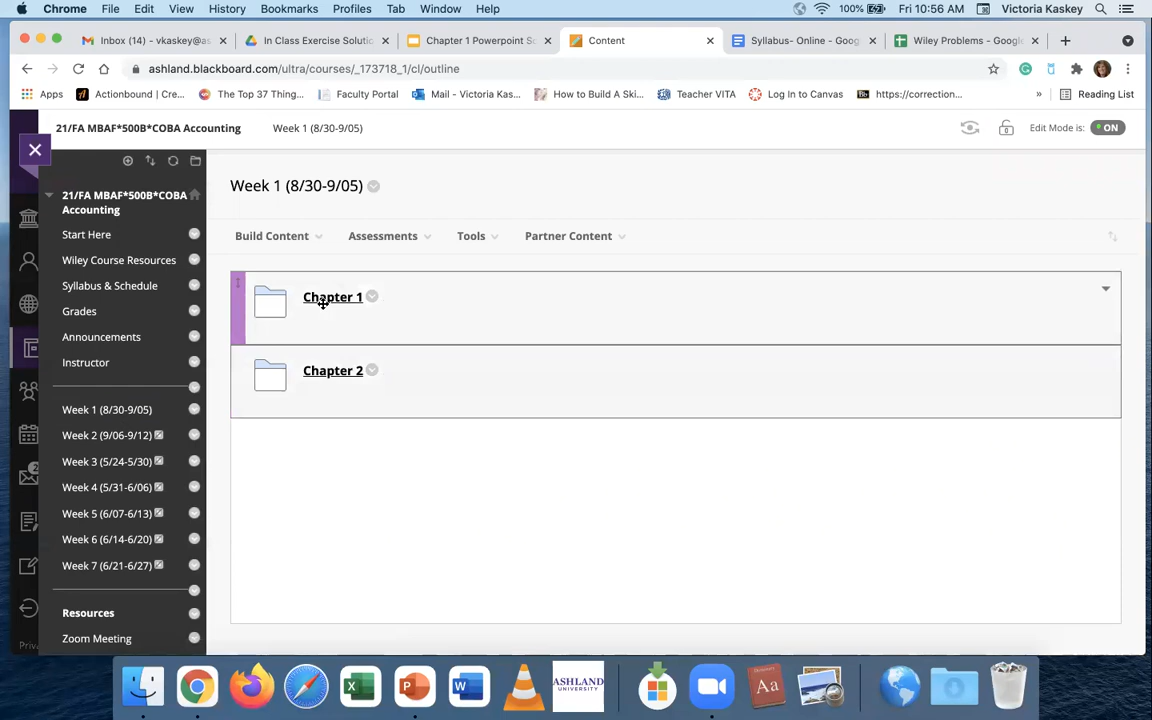 Chrome File Edit View History Bookmarks Profiles Tab Window Help 100% Fri 10:56 AM Victoria Kaskey
Inbox (14) - vkaskey@as
In Class Exercise Solutio
Chapter 1 Powerpoint So
Content
Syllabus- Online - Goog
Wiley Problems - Google
ashland.blackboard.com/ultra/courses/_173718_1/cl/outline
Apps Actionbound | Cre... The Top 37 Thing... Faculty Portal Mail - Victoria Kas... How to Build A Ski... Teacher VITA Log In to Canvas https://correction... » Reading List
21/FA MBAF*500B*COBA Accounting Week 1 (8/30-9/05) Edit Mode is: ON
21/FA MBAF*500B*COBA
Accounting
Start Here
Wiley Course Resources
Syllabus & Schedule
Grades
Announcements
Instructor
Week 1 (8/30-9/05)
Week 2 (9/06-9/12)
Week 3 (5/24-5/30)
Week 4 (5/31-6/06)
Week 5 (6/07-6/13)
Week 6 (6/14-6/20)
Week 7 (6/21-6/27)
Resources
Zoom Meeting
Week 1 (8/30-9/05)
Build Content Assessments Tools Partner Content
Chapter 1
Chapter 2
2
Priva
ASHLAND
UNIVERSITY
Aa